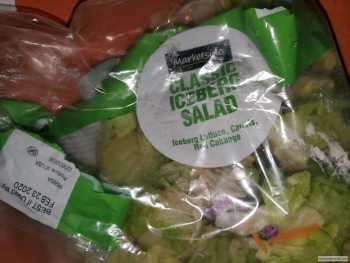 Marketside
CLASSIC
ICEBERG
SALAD
Iceberg Lettuce, Carrots,
Red Cabbage
Product of USA
BEST if Used by
FEB 23 2020